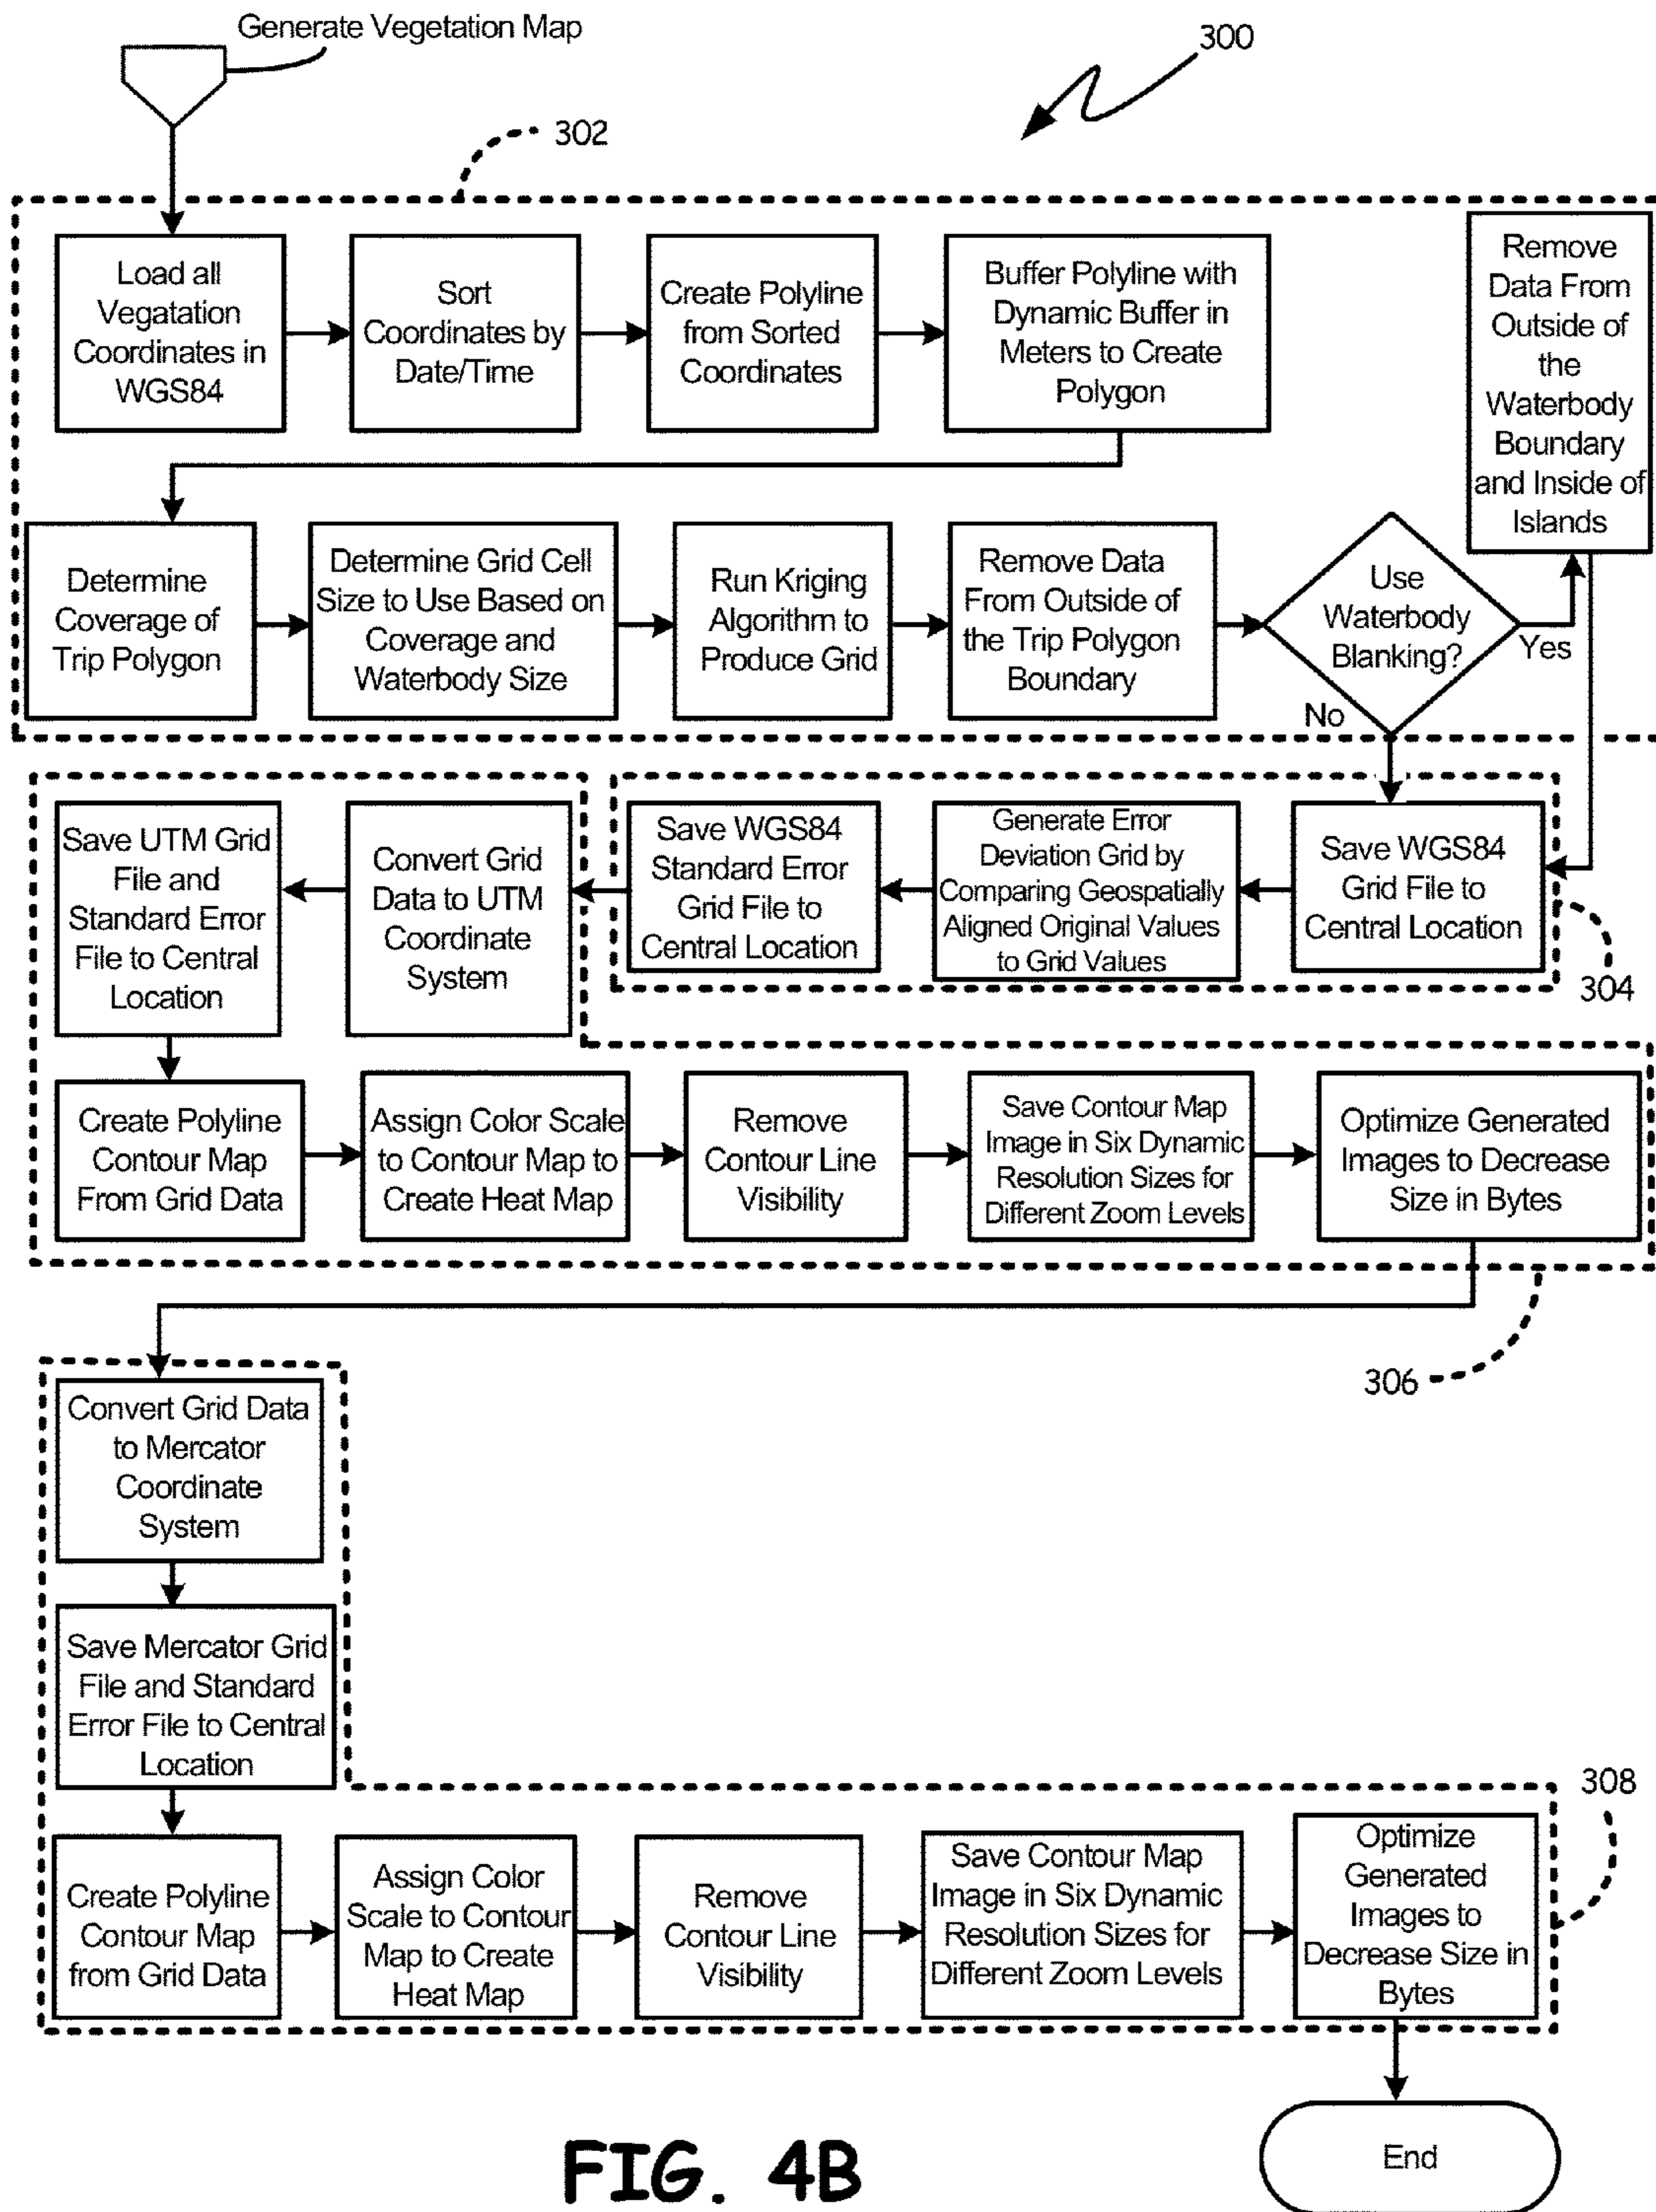 Generate Vegetation Map
300
302
Load all
Vegatation
Coordinates in
WGS84
Sort
Coordinates by
Date/Time
Create Polyline
from Sorted
Coordinates
Buffer Polyline with
Dynamic Buffer in
Meters to Create
Polygon
Remove
Data From
Outside of
the
Waterbody
Boundary
and Inside of
Islands
Determine
Coverage of
Trip Polygon
Determine Grid Cell
Size to Use Based on
Coverage and
Waterbody Size
Run Kriging
Algorithm to
Produce Grid
Remove Data
From Outside of
the Trip Polygon
Boundary
Use
Waterbody
Blanking?
Yes
No
Save WGS84
Grid File to
Central Location
Generate Error
Deviation Grid by
Comparing Geospatially
Aligned Original Values
to Grid Values
Save WGS84
Standard Error
Grid File to
Central Location
304
Convert Grid
Data to UTM
Coordinate
System
Save UTM Grid
File and
Standard Error
File to Central
Location
Create Polyline
Contour Map
From Grid Data
Assign Color Scale
to Contour Map to
Create Heat Map
Remove
Contour Line
Visibility
Save Contour Map
Image in Six Dynamic
Resolution Sizes for
Different Zoom Levels
Optimize Generated
Images to Decrease
Size in Bytes
306
Convert Grid Data
to Mercator
Coordinate
System
Save Mercator Grid
File and Standard
Error File to Central
Location
308
Create Polyline
Contour Map
from Grid Data
Assign Color
Scale to Contour
Map to Create
Heat Map
Remove
Contour Line
Visibility
Save Contour Map
Image in Six Dynamic
Resolution Sizes for
Different Zoom Levels
Optimize
Generated
Images to
Decrease Size in
Bytes
End
FIG. 4B